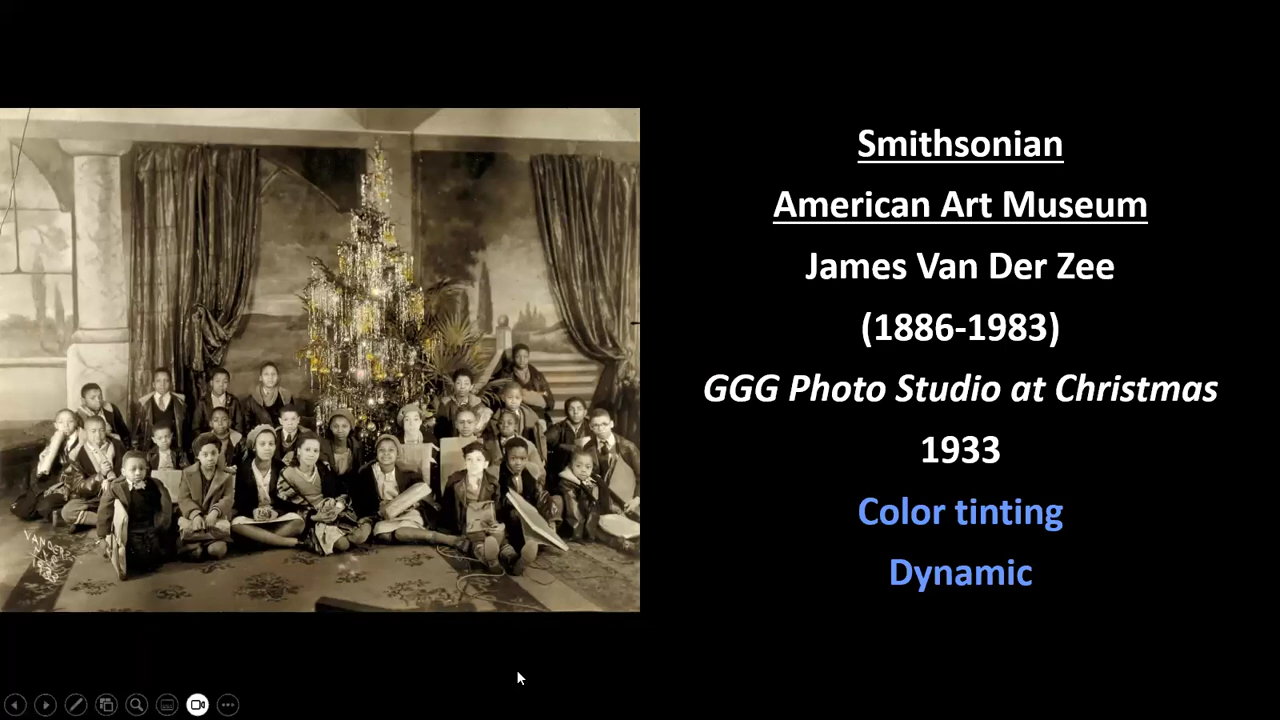 Smithsonian
American Art Museum
James Van Der Zee
(1886-1983)
GGG Photo Studio at Christmas
1933
Color tinting
Dynamic